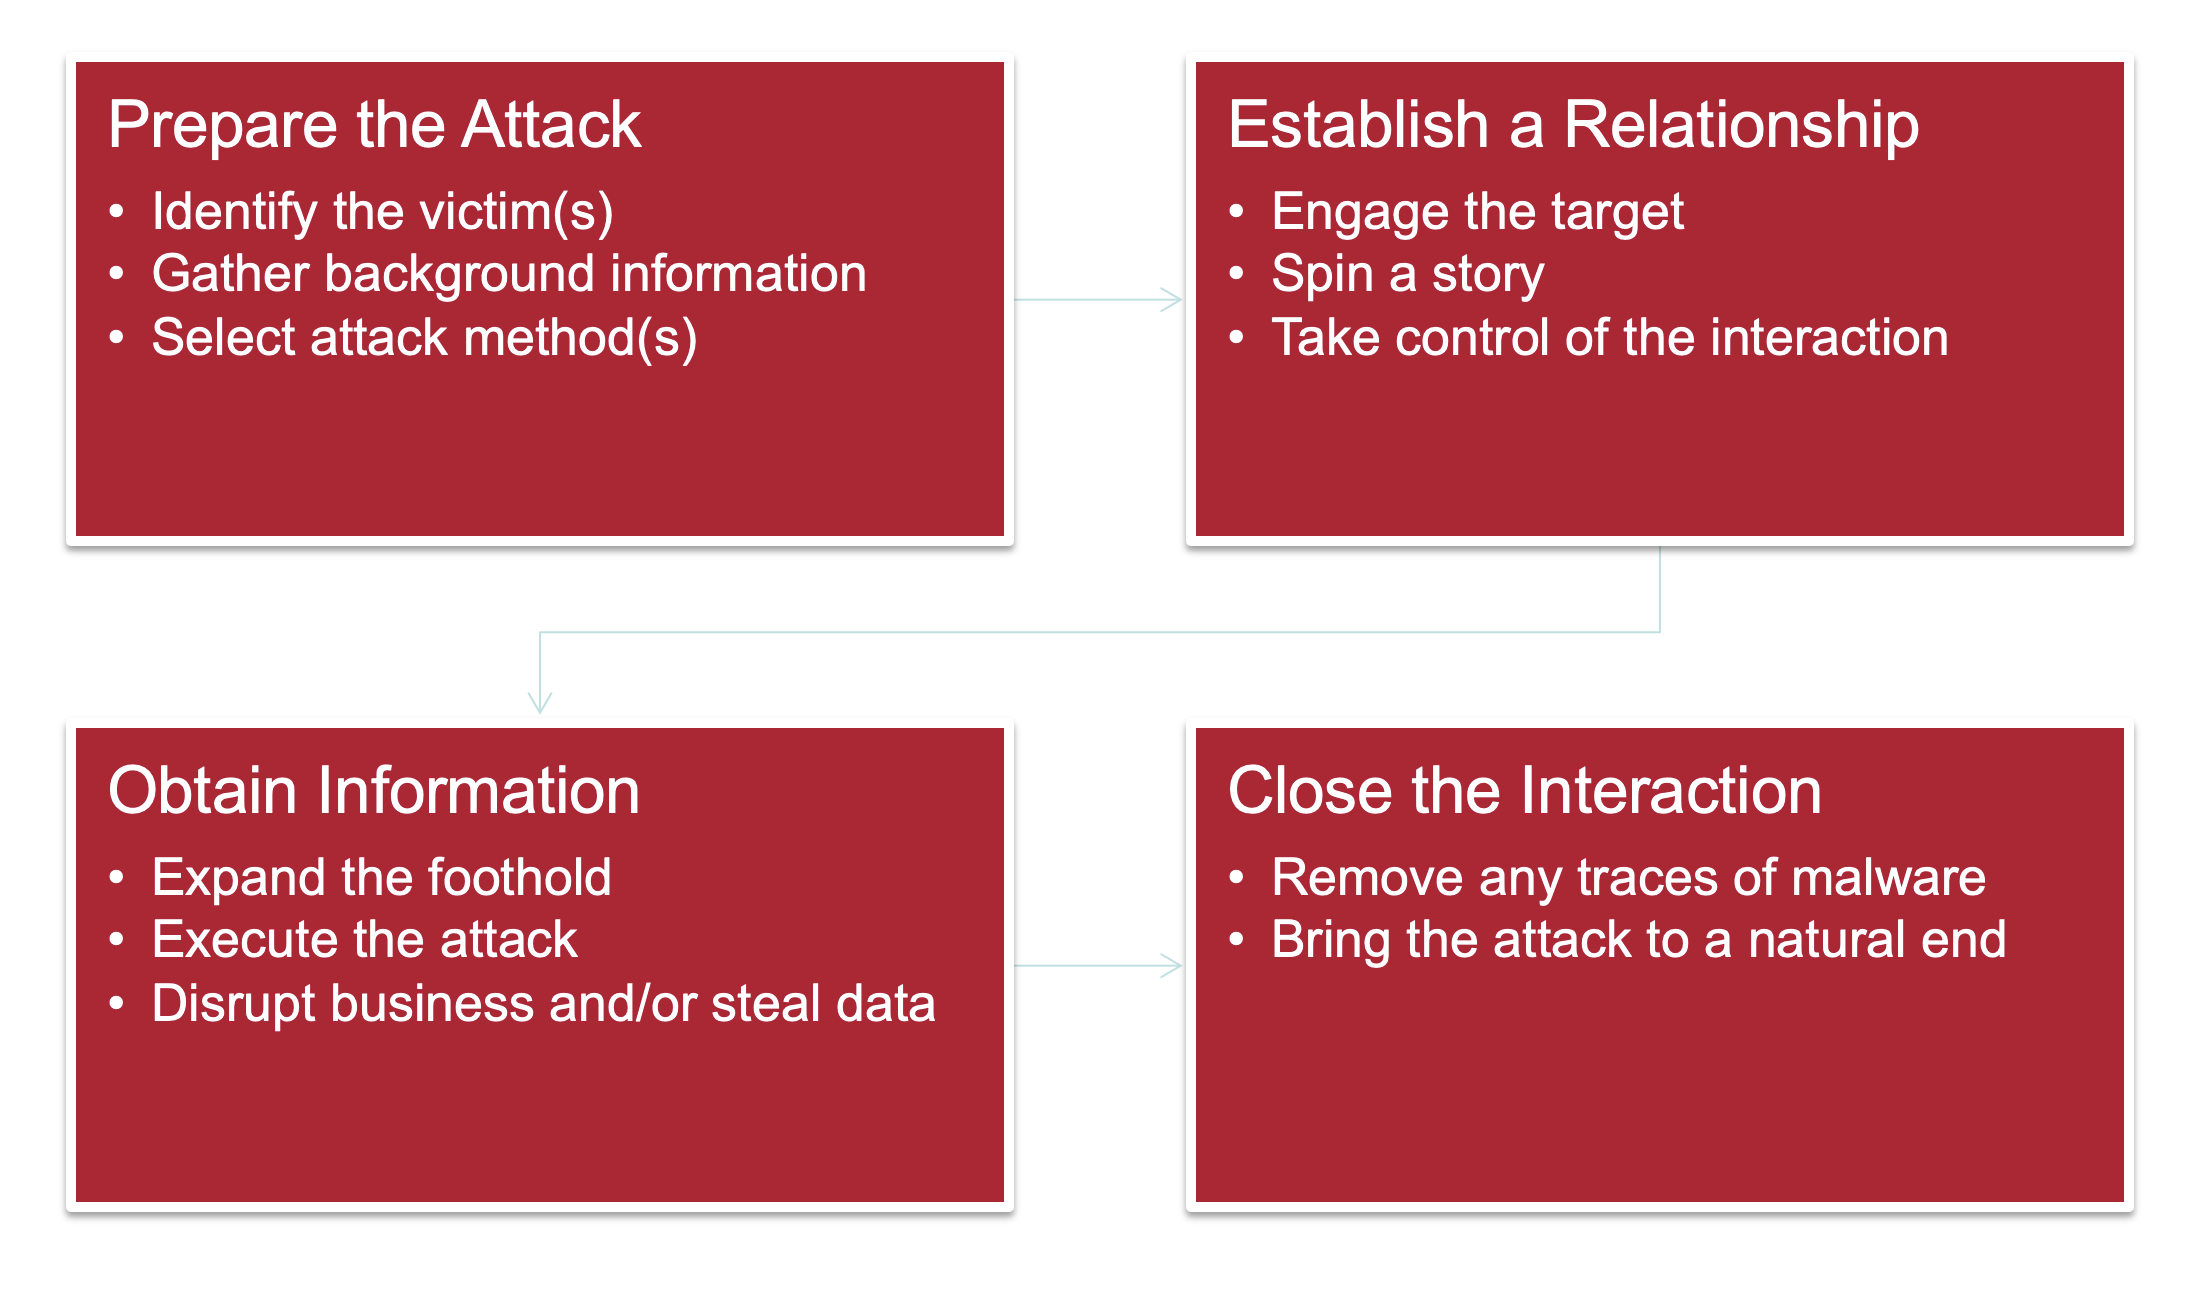 Prepare the Attack
• Identify the victim(s)
• Gather background information
• Select attack method(s)
Establish a Relationship
• Engage the target
• Spin a story
• Take control of the interaction
Obtain Information
• Expand the foothold
• Execute the attack
• Disrupt business and/or steal data
Close the Interaction
• Remove any traces of malware
• Bring the attack to a natural end